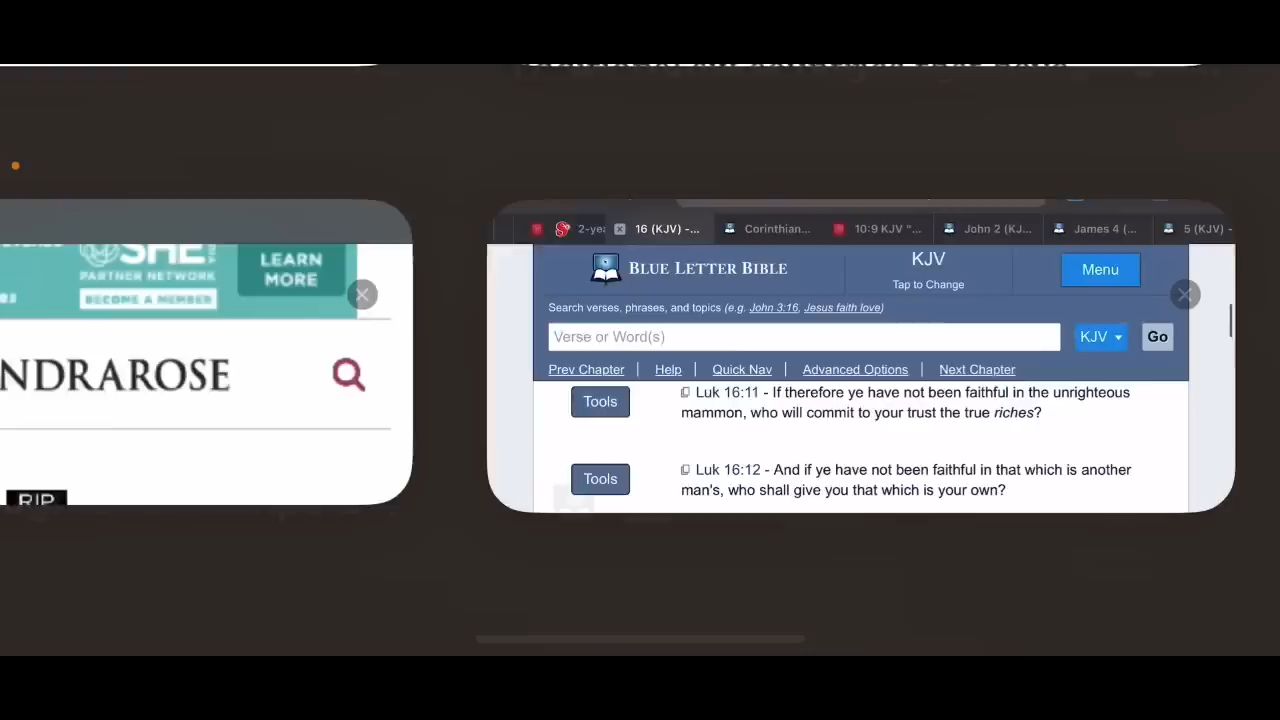 SHE
PARTNER NETWORK
BECOME A MEMBER
LEARN
MORE
NDRAROSE
RIP
2-yea
16 (KJV) -...
Corinthian...
10:9 KJV "...
John 2 (KJ...
James 4 (...
5 (KJV) -
BLUE LETTER BIBLE
KJV
Tap to Change
Menu
Search verses, phrases, and topics (e.g. John 3:16, Jesus faith love)
Verse or Word(s)
KJV
Go
Prev Chapter | Help | Quick Nav | Advanced Options | Next Chapter
Tools
Luk 16:11 - If therefore ye have not been faithful in the unrighteous
mammon, who will commit to your trust the true riches?
Tools
Luk 16:12 - And if ye have not been faithful in that which is another
man's, who shall give you that which is your own?